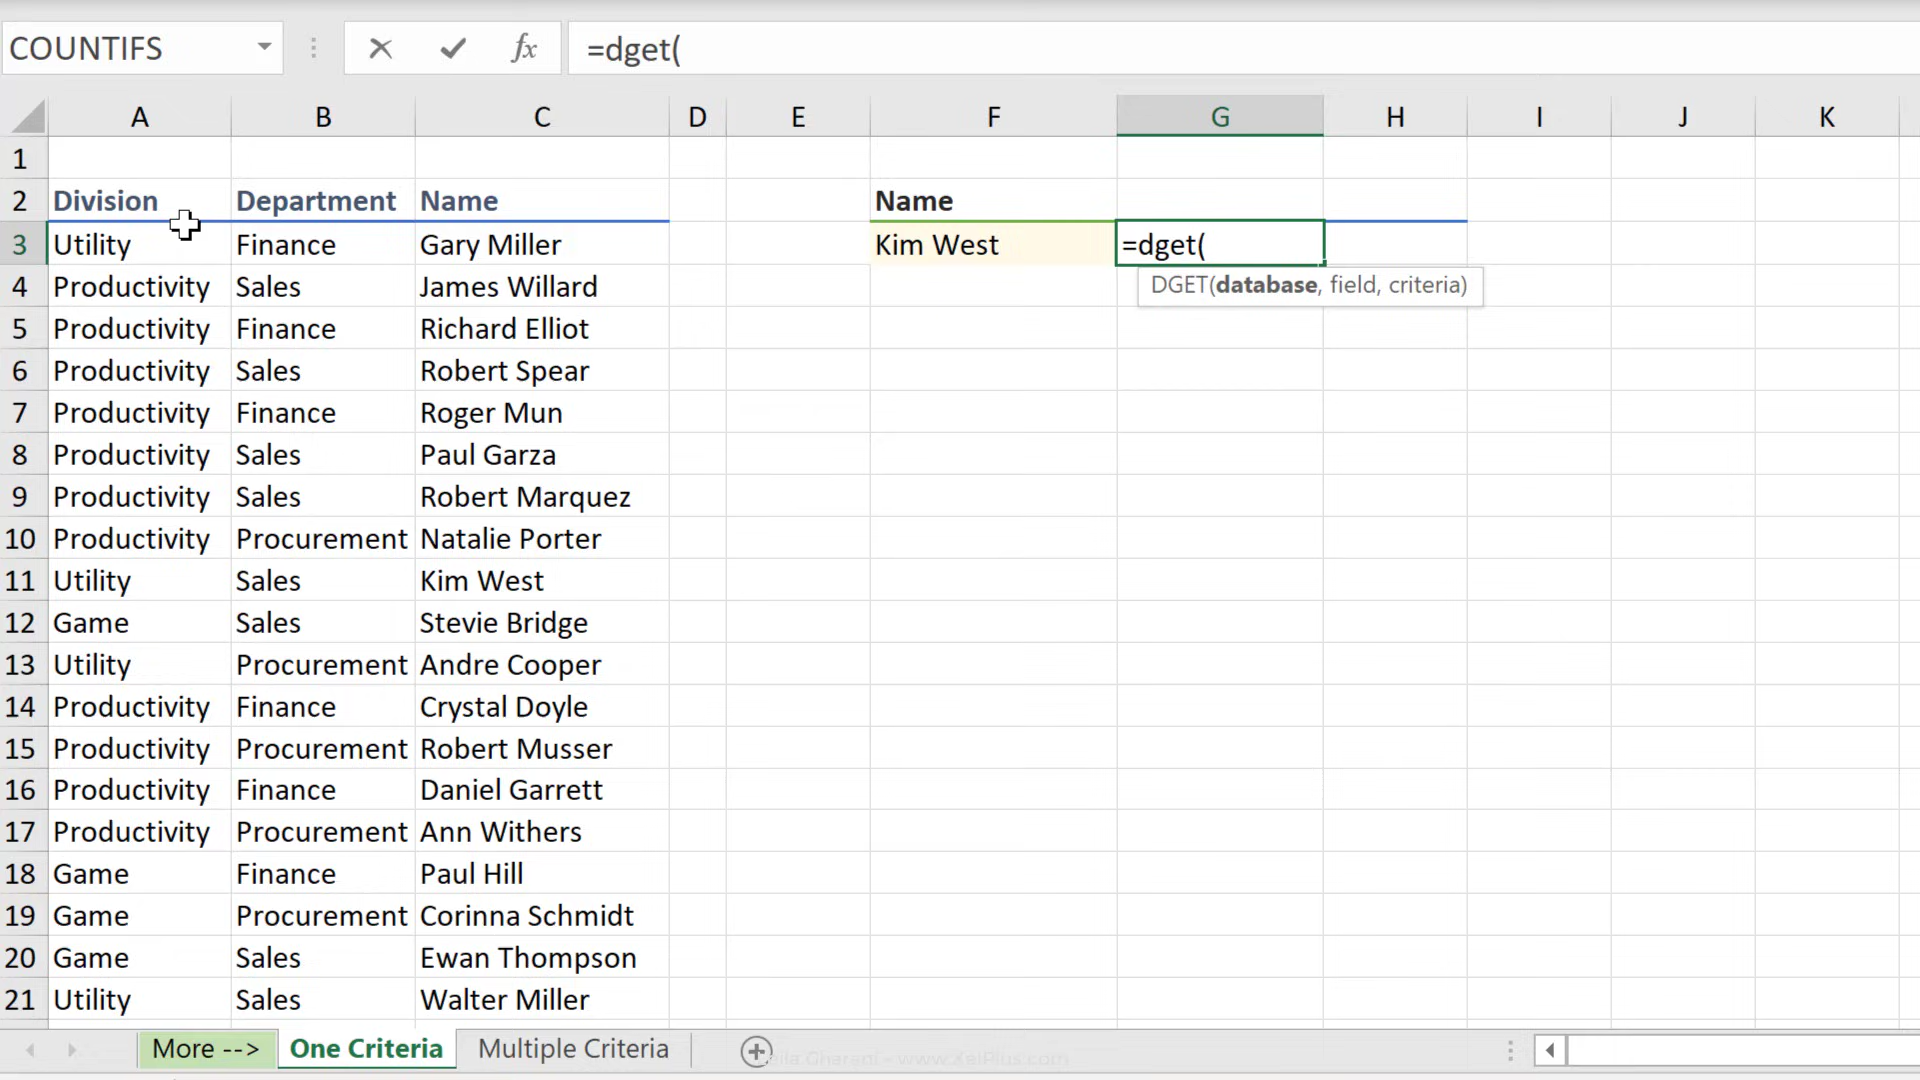 COUNTIFS fx =dget(
A B C D E F G H I J K
1
2 Division Department Name Name
3 Utility Finance Gary Miller Kim West =dget(
DGET(database, field, criteria)
4 Productivity Sales James Willard
5 Productivity Finance Richard Elliot
6 Productivity Sales Robert Spear
7 Productivity Finance Roger Mun
8 Productivity Sales Paul Garza
9 Productivity Sales Robert Marquez
10 Productivity Procurement Natalie Porter
11 Utility Sales Kim West
12 Game Sales Stevie Bridge
13 Utility Procurement Andre Cooper
14 Productivity Finance Crystal Doyle
15 Productivity Procurement Robert Musser
16 Productivity Finance Daniel Garrett
17 Productivity Procurement Ann Withers
18 Game Finance Paul Hill
19 Game Procurement Corinna Schmidt
20 Game Sales Ewan Thompson
21 Utility Sales Walter Miller
More --> One Criteria Multiple Criteria
- www.XelPlus.com